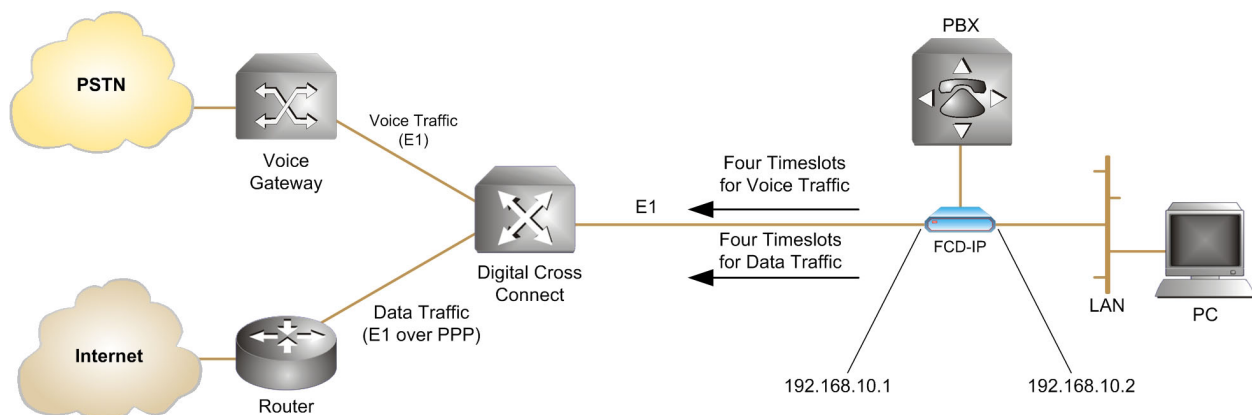 PSTN
Voice
Gateway
Voice Traffic
(E1)
Digital Cross
Connect
Data Traffic
(E1 over PPP)
Internet
Router
E1
Four Timeslots
for Voice Traffic
Four Timeslots
for Data Traffic
PBX
FCD-IP
192.168.10.1
192.168.10.2
LAN
PC